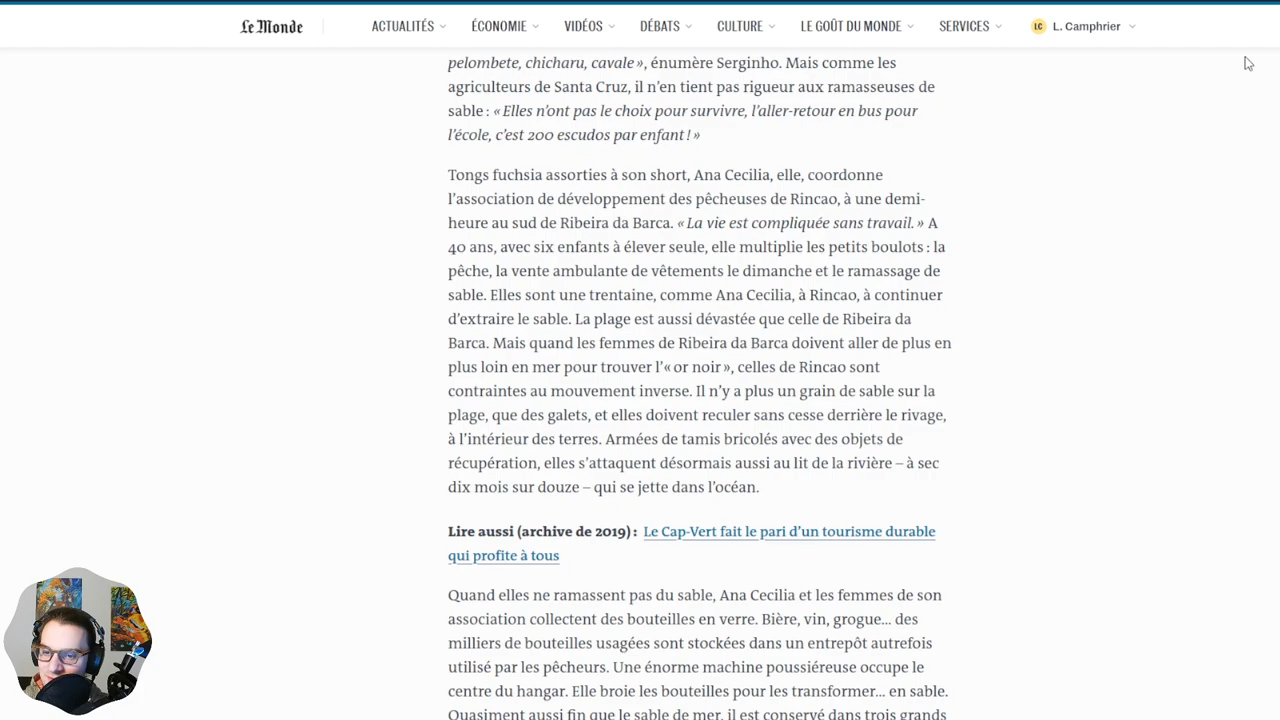 Le Monde ACTUALITÉS ÉCONOMIE VIDÉOS DÉBATS CULTURE LE GOÛT DU MONDE SERVICES LC L. Camphrier
pelombete, chicharu, cavale », énumère Serginho. Mais comme les
agriculteurs de Santa Cruz, il n’en tient pas rigueur aux ramasseuses de
sable : « Elles n’ont pas le choix pour survivre, l’aller-retour en bus pour
l’école, c’est 200 escudos par enfant ! »
Tongs fuchsia assorties à son short, Ana Cecilia, elle, coordonne
l’association de développement des pêcheuses de Rincao, à une demi-
heure au sud de Ribeira da Barca. « La vie est compliquée sans travail. » A
40 ans, avec six enfants à élever seule, elle multiplie les petits boulots : la
pêche, la vente ambulante de vêtements le dimanche et le ramassage de
sable. Elles sont une trentaine, comme Ana Cecilia, à Rincao, à continuer
d’extraire le sable. La plage est aussi dévastée que celle de Ribeira da
Barca. Mais quand les femmes de Ribeira da Barca doivent aller de plus en
plus loin en mer pour trouver l’« or noir », celles de Rincao sont
contraintes au mouvement inverse. Il n’y a plus un grain de sable sur la
plage, que des galets, et elles doivent reculer sans cesse derrière le rivage,
à l’intérieur des terres. Armées de tamis bricolés avec des objets de
récupération, elles s’attaquent désormais aussi au lit de la rivière – à sec
dix mois sur douze – qui se jette dans l’océan.
Lire aussi (archive de 2019) : Le Cap-Vert fait le pari d’un tourisme durable
qui profite à tous
Quand elles ne ramassent pas du sable, Ana Cecilia et les femmes de son
association collectent des bouteilles en verre. Bière, vin, grogue… des
milliers de bouteilles usagées sont stockées dans un entrepôt autrefois
utilisé par les pêcheurs. Une énorme machine poussiéreuse occupe le
centre du hangar. Elle broie les bouteilles pour les transformer… en sable.
Quasiment aussi fin que le sable de mer, il est conservé dans trois grands